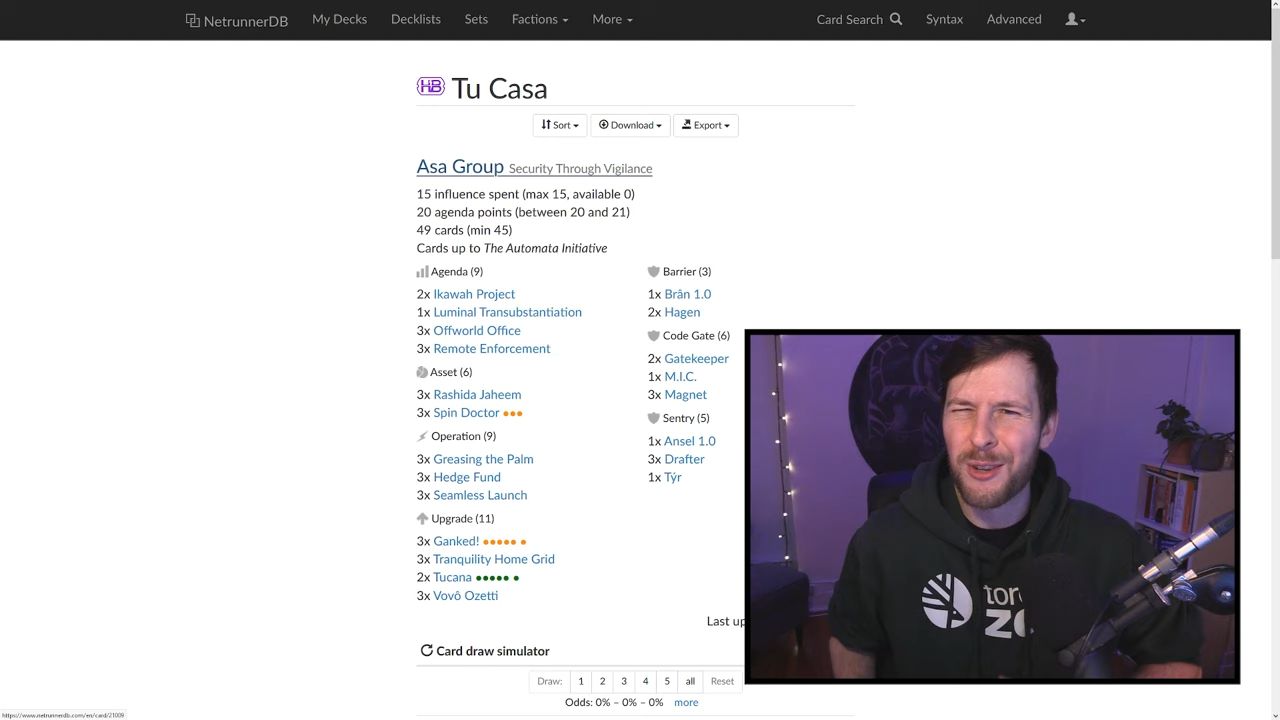 NetrunnerDB My Decks Decklists Sets Factions More Card Search Syntax Advanced
HB Tu Casa
Sort Download Export
Asa Group Security Through Vigilance
15 influence spent (max 15, available 0)
20 agenda points (between 20 and 21)
49 cards (min 45)
Cards up to The Automata Initiative
Agenda (9)
2x Ikawah Project
1x Luminal Transubstantiation
3x Offworld Office
3x Remote Enforcement
Asset (6)
3x Rashida Jaheem
3x Spin Doctor
Operation (9)
3x Greasing the Palm
3x Hedge Fund
3x Seamless Launch
Upgrade (11)
3x Ganked!
3x Tranquility Home Grid
2x Tucana
3x Vovô Ozetti
Barrier (3)
1x Brân 1.0
2x Hagen
Code Gate (6)
2x Gatekeeper
1x M.I.C.
3x Magnet
Sentry (5)
1x Ansel 1.0
3x Drafter
1x Týr
Last up
Card draw simulator
Draw: 1 2 3 4 5 all Reset
Odds: 0% – 0% – 0% more
https://www.netrunnerdb.com/en/card/21009